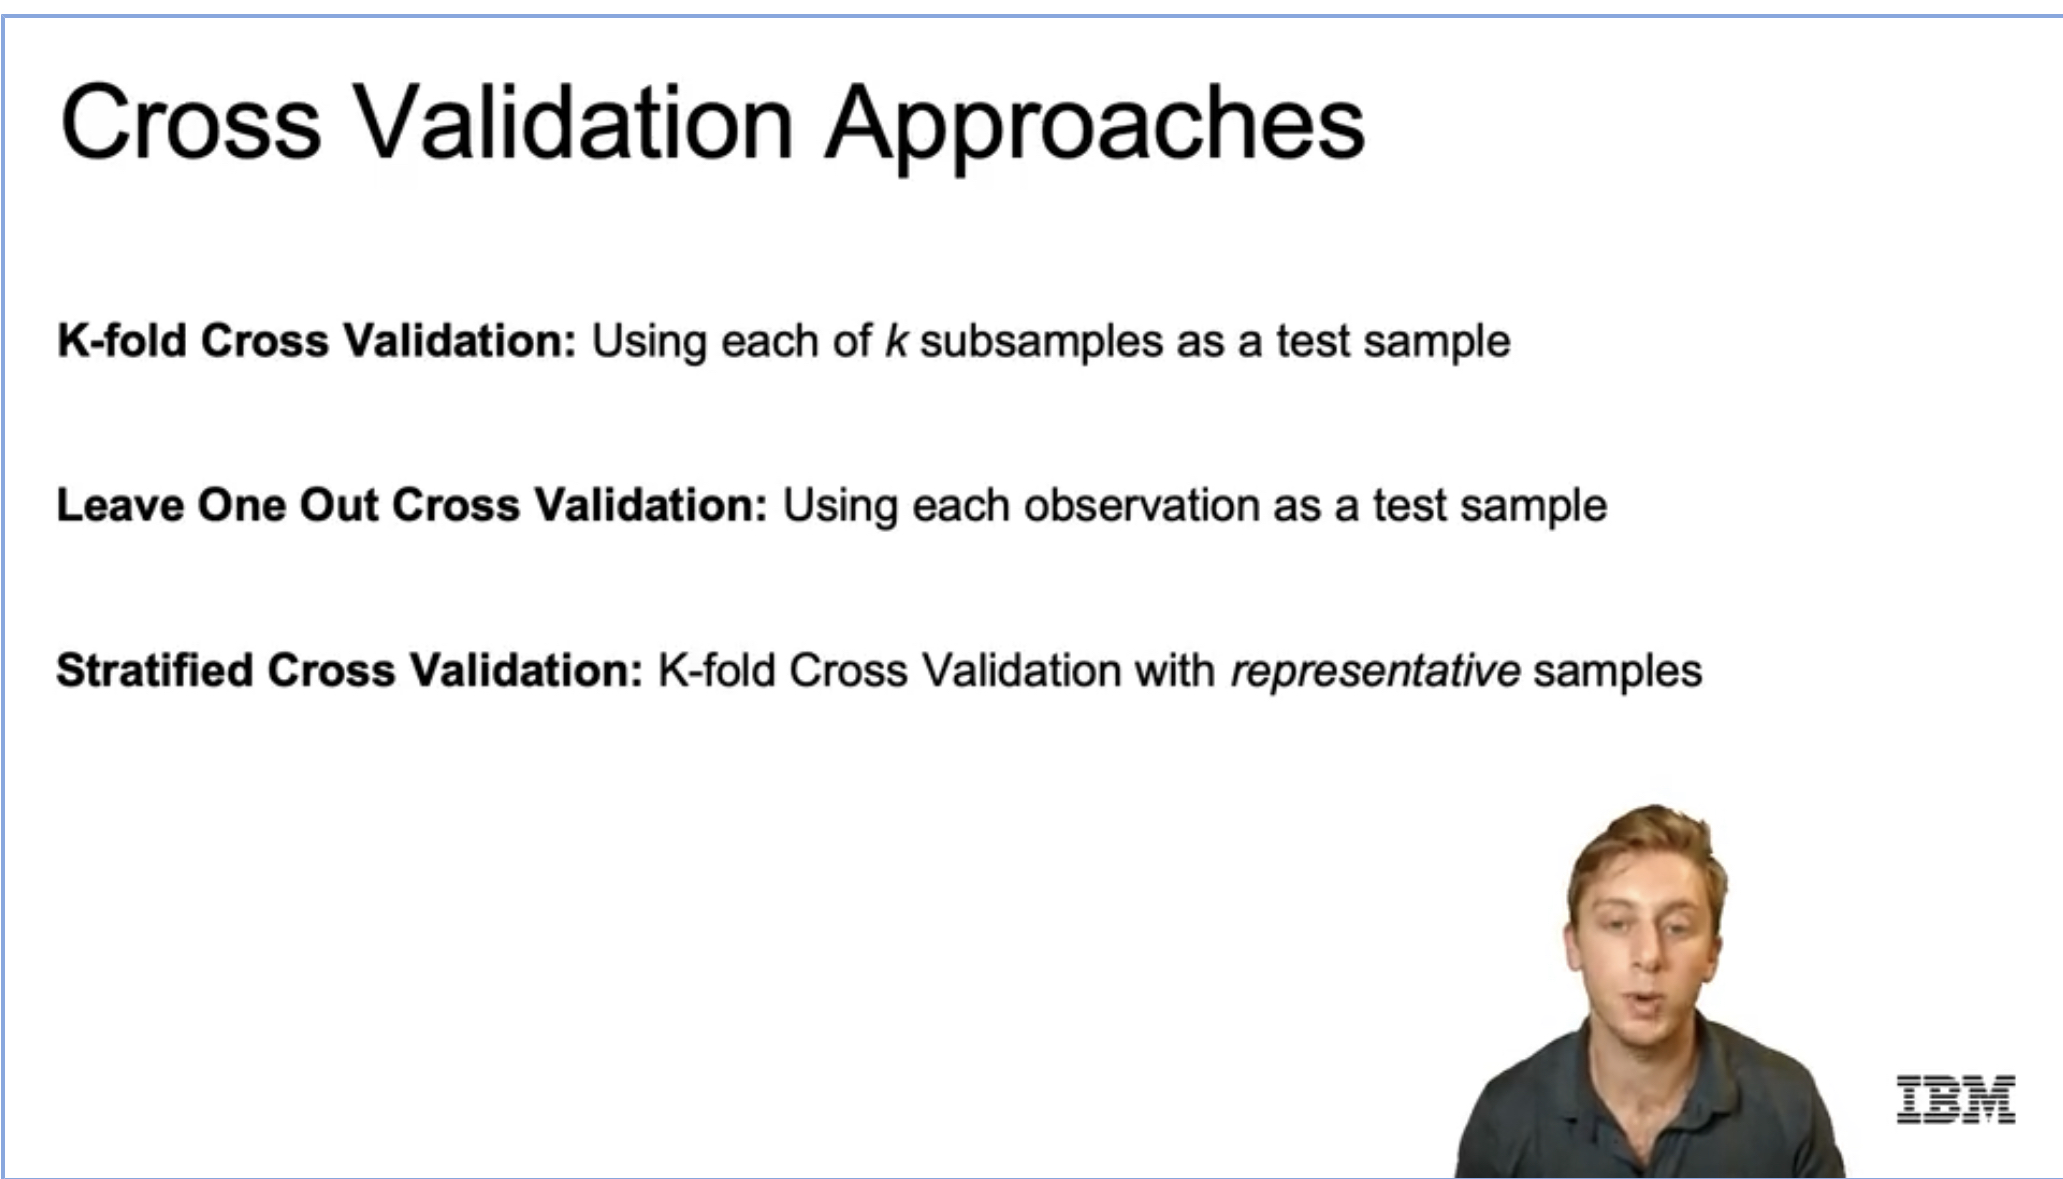 Cross Validation Approaches
K-fold Cross Validation: Using each of k subsamples as a test sample
Leave One Out Cross Validation: Using each observation as a test sample
Stratified Cross Validation: K-fold Cross Validation with representative samples
IBM